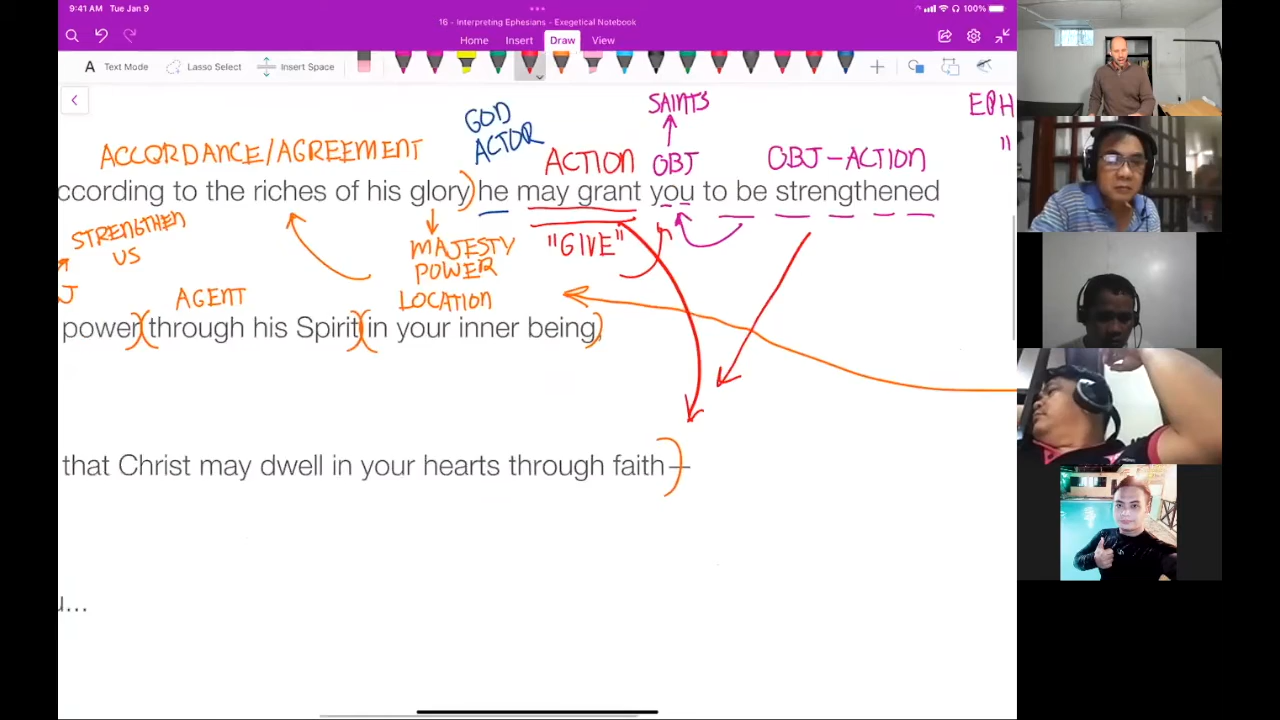 9:41 AM Tue Jan 9
100%
16 - Interpreting Ephesians - Exegetical Notebook
Home Insert Draw View
A Text Mode Lasso Select Insert Space
SAINTS
EPH
"
GOD
ACTOR
ACCORDANCE/AGREEMENT
ACTION OBJ OBJ-ACTION
ccording to the riches of his glory) he may grant you to be strengthened
STRENGTHEN
US
MAJESTY
POWER
"GIVE"
J AGENT LOCATION
power)(through his Spirit)(in your inner being,)
that Christ may dwell in your hearts through faith)—
u...